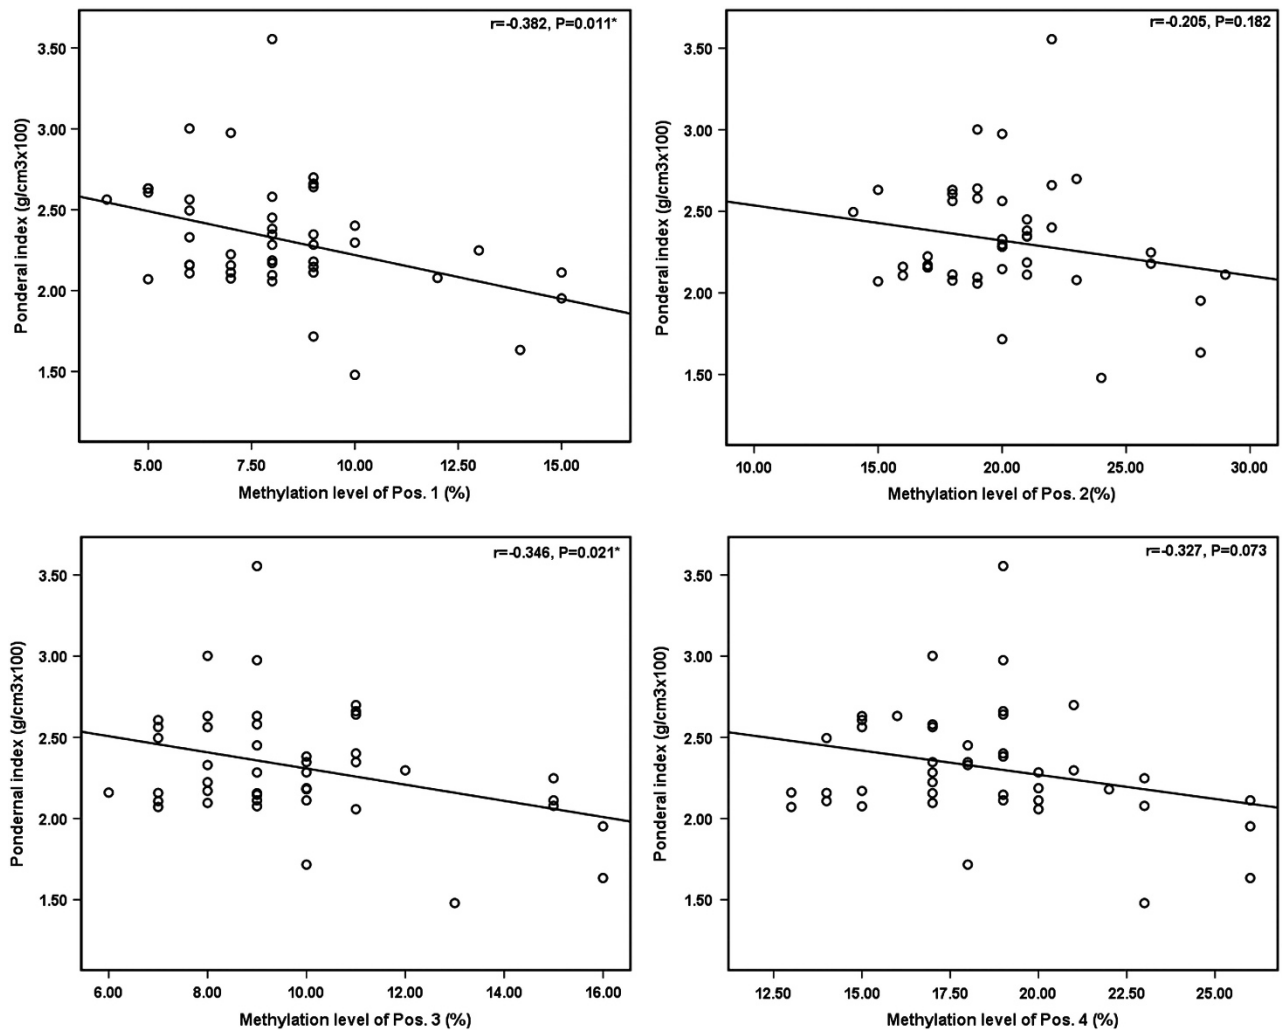 r=-0.382, P=0.011*
3.50
3.00
2.50
2.00
1.50
Ponderal index (g/cm3x100)
5.00 7.50 10.00 12.50 15.00
Methylation level of Pos. 1 (%)
r=-0.205, P=0.182
3.50
3.00
2.50
2.00
1.50
Ponderal index (g/cm3x100)
10.00 15.00 20.00 25.00 30.00
Methylation level of Pos. 2(%)
r=-0.346, P=0.021*
3.50
3.00
2.50
2.00
1.50
Pondernal index (g/cm3x100)
6.00 8.00 10.00 12.00 14.00 16.00
Methylation level of Pos. 3 (%)
r=-0.327, P=0.073
3.50
3.00
2.50
2.00
1.50
Ponderal index (g/cm3x100)
12.50 15.00 17.50 20.00 22.50 25.00
Methylation level of Pos. 4 (%)